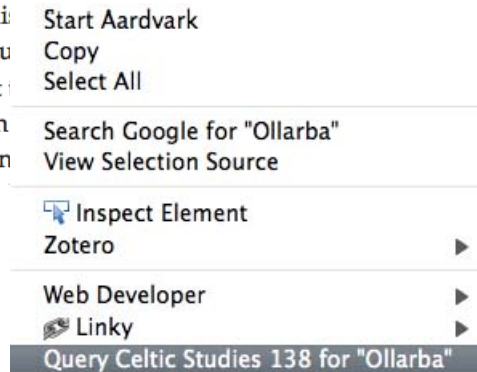 Start Aardvark
Copy
Select All
Search Google for "Ollarba"
View Selection Source
Inspect Element
Zotero
Web Developer
Linky
Query Celtic Studies 138 for "Ollarba"